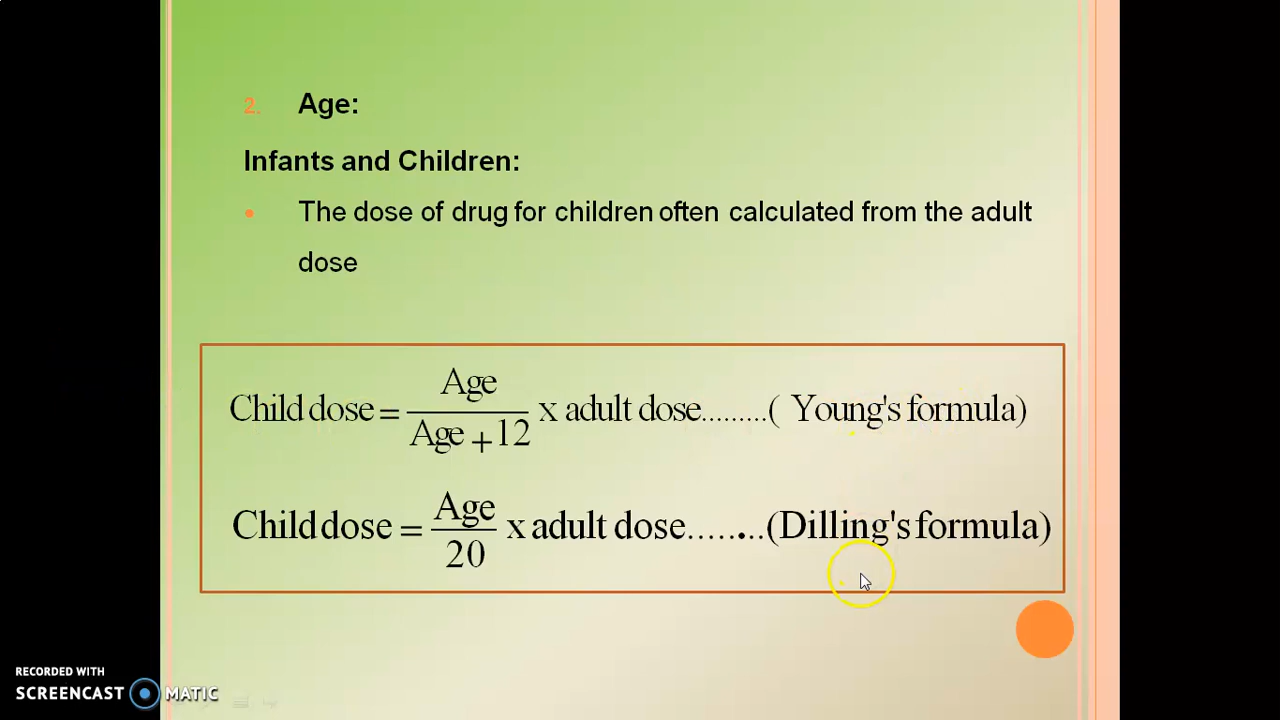 2. Age:
Infants and Children:
• The dose of drug for children often calculated from the adult
dose
Child dose = Age / Age + 12 x adult dose.........( Young's formula)
Child dose = Age / 20 x adult dose.......(Dilling's formula)
RECORDED WITH
SCREENCAST MATIC